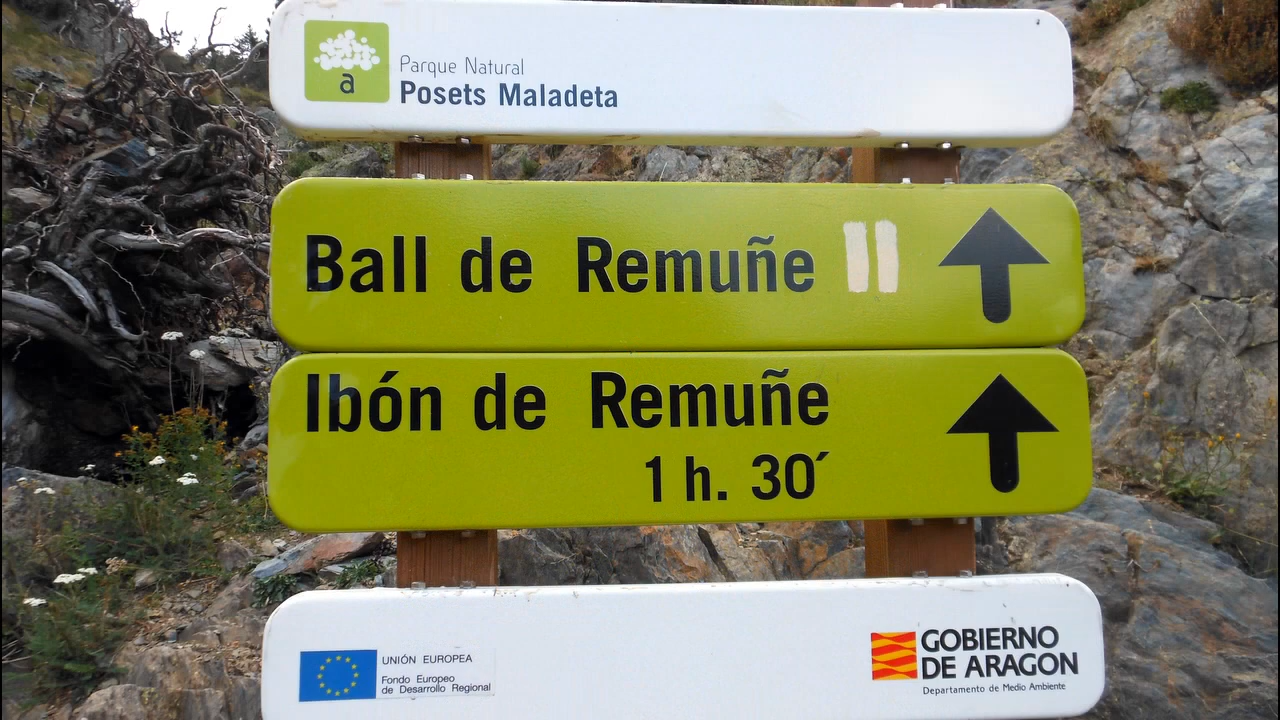 a
Parque Natural
Posets Maladeta
Ball de Remuñe
Ibón de Remuñe
1 h. 30´
UNIÓN EUROPEA
Fondo Europeo
de Desarrollo Regional
GOBIERNO
DE ARAGON
Departamento de Medio Ambiente